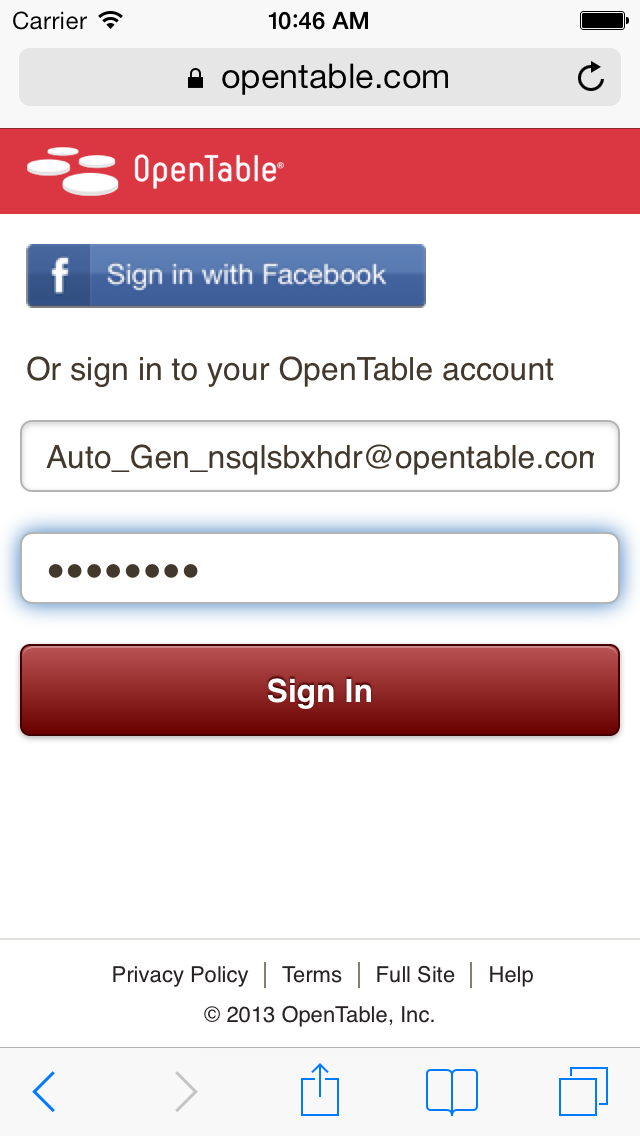 Carrier 10:46 AM
opentable.com
OpenTable®
f Sign in with Facebook
Or sign in to your OpenTable account
Auto_Gen_nsqlsbxhdr@opentable.com
••••••••
Sign In
Privacy Policy | Terms | Full Site | Help
© 2013 OpenTable, Inc.